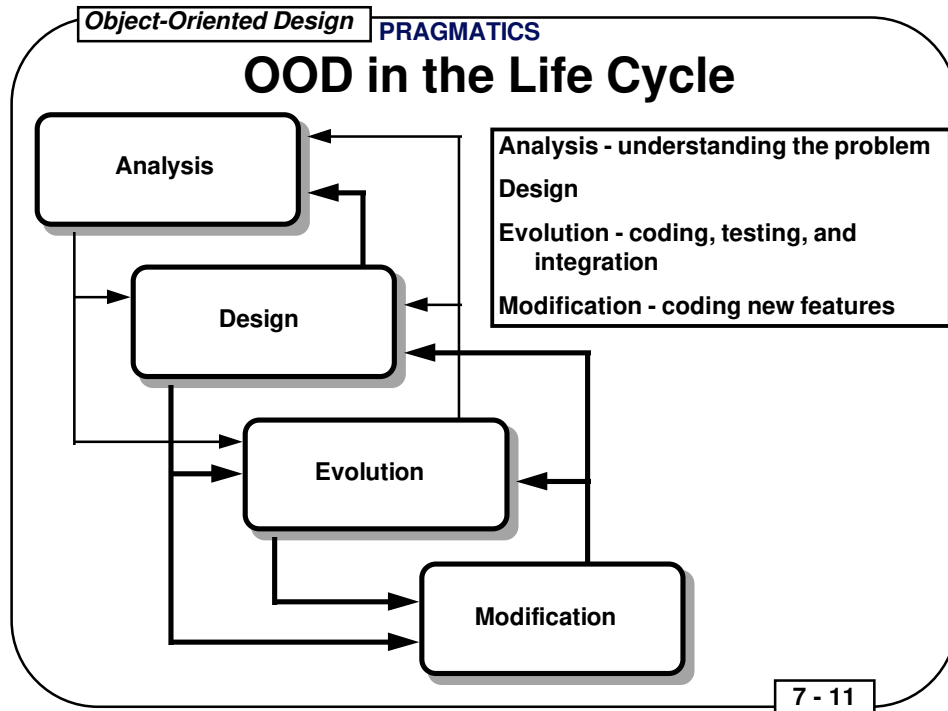 Object-Oriented Design
PRAGMATICS
OOD in the Life Cycle
Analysis
Design
Evolution
Modification
Analysis - understanding the problem
Design
Evolution - coding, testing, and
integration
Modification - coding new features
7 - 11